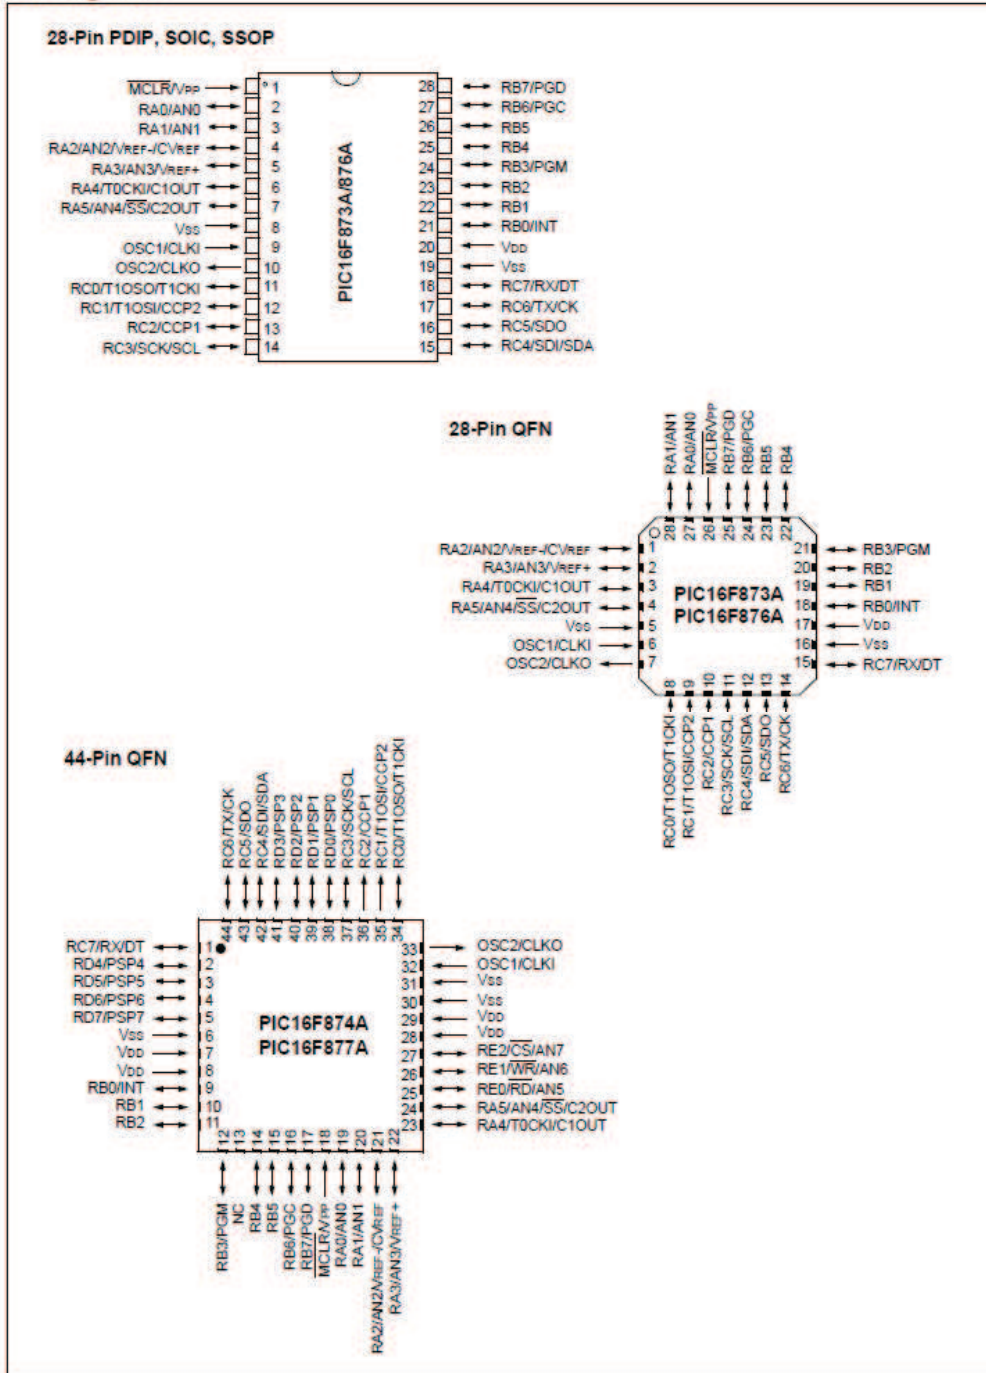 28-Pin PDIP, SOIC, SSOP
MCLR/VPP 1 28 RB7/PGD
RA0/AN0 2 27 RB6/PGC
RA1/AN1 3 26 RB5
RA2/AN2/VREF-/CVREF 4 25 RB4
RA3/AN3/VREF+ 5 24 RB3/PGM
RA4/T0CKI/C1OUT 6 23 RB2
RA5/AN4/SS/C2OUT 7 22 RB1
VSS 8 21 RB0/INT
OSC1/CLKI 9 20 VDD
OSC2/CLKO 10 19 VSS
RC0/T1OSO/T1CKI 11 18 RC7/RX/DT
RC1/T1OSI/CCP2 12 17 RC6/TX/CK
RC2/CCP1 13 16 RC5/SDO
RC3/SCK/SCL 14 15 RC4/SDI/SDA
PIC16F873A/876A
28-Pin QFN
RA1/AN1 RA0/AN0 MCLR/VPP RB7/PGD RB6/PGC RB5 RB4
28 27 26 25 24 23 22
RA2/AN2/VREF-/CVREF 1 21 RB3/PGM
RA3/AN3/VREF+ 2 20 RB2
RA4/T0CKI/C1OUT 3 19 RB1
RA5/AN4/SS/C2OUT 4 18 RB0/INT
VSS 5 17 VDD
OSC1/CLKI 6 16 VSS
OSC2/CLKO 7 15 RC7/RX/DT
PIC16F873A
PIC16F876A
8 9 10 11 12 13 14
RC0/T1OSO/T1CKI RC1/T1OSI/CCP2 RC2/CCP1 RC3/SCK/SCL RC4/SDI/SDA RC5/SDO RC6/TX/CK
44-Pin QFN
RC6/TX/CK RC5/SDO RC4/SDI/SDA RD3/PSP3 RD2/PSP2 RD1/PSP1 RD0/PSP0 RC3/SCK/SCL RC2/CCP1 RC1/T1OSI/CCP2 RC0/T1OSO/T1CKI
44 43 42 41 40 39 38 37 36 35 34
RC7/RX/DT 1 33 OSC2/CLKO
RD4/PSP4 2 32 OSC1/CLKI
RD5/PSP5 3 31 VSS
RD6/PSP6 4 30 VSS
RD7/PSP7 5 29 VDD
VSS 6 28 VDD
VDD 7 27 RE2/CS/AN7
VDD 8 26 RE1/WR/AN6
RB0/INT 9 25 RE0/RD/AN5
RB1 10 24 RA5/AN4/SS/C2OUT
RB2 11 23 RA4/T0CKI/C1OUT
PIC16F874A
PIC16F877A
12 13 14 15 16 17 18 19 20 21 22
RB3/PGM NC RB4 RB5 RB6/PGC RB7/PGD MCLR/VPP RA0/AN0 RA1/AN1 RA2/AN2/VREF-/CVREF RA3/AN3/VREF+